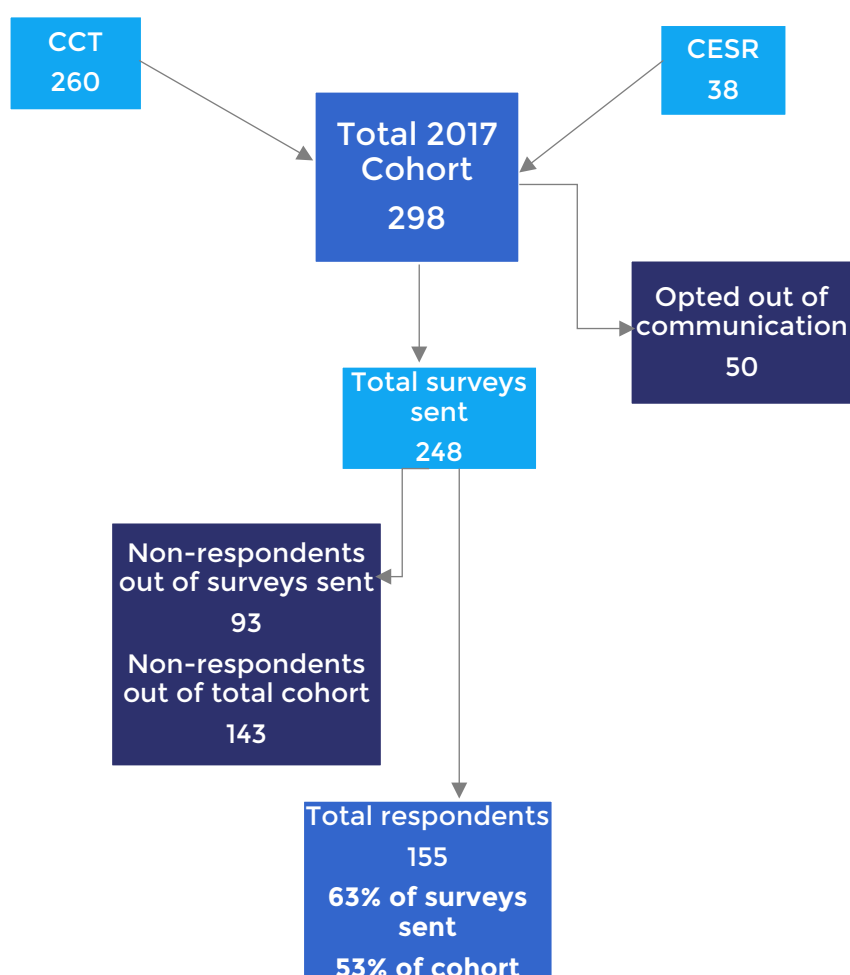 CCT
260
CESR
38
Total 2017
Cohort
298
Opted out of
communication
50
Total surveys
sent
248
Non-respondents
out of surveys sent
93
Non-respondents
out of total cohort
143
Total respondents
155
63% of surveys
sent
53% of cohort